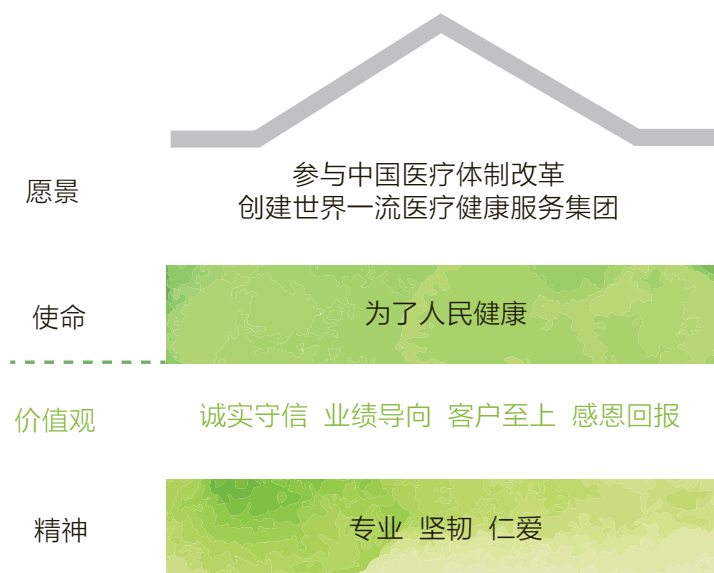 参与中国医疗体制改革
愿景
创建世界一流医疗健康服务集团
使命
为了人民健康
价值观
诚实守信 业绩导向 客户至上 感恩回报
精神
专业 坚韧 仁爱